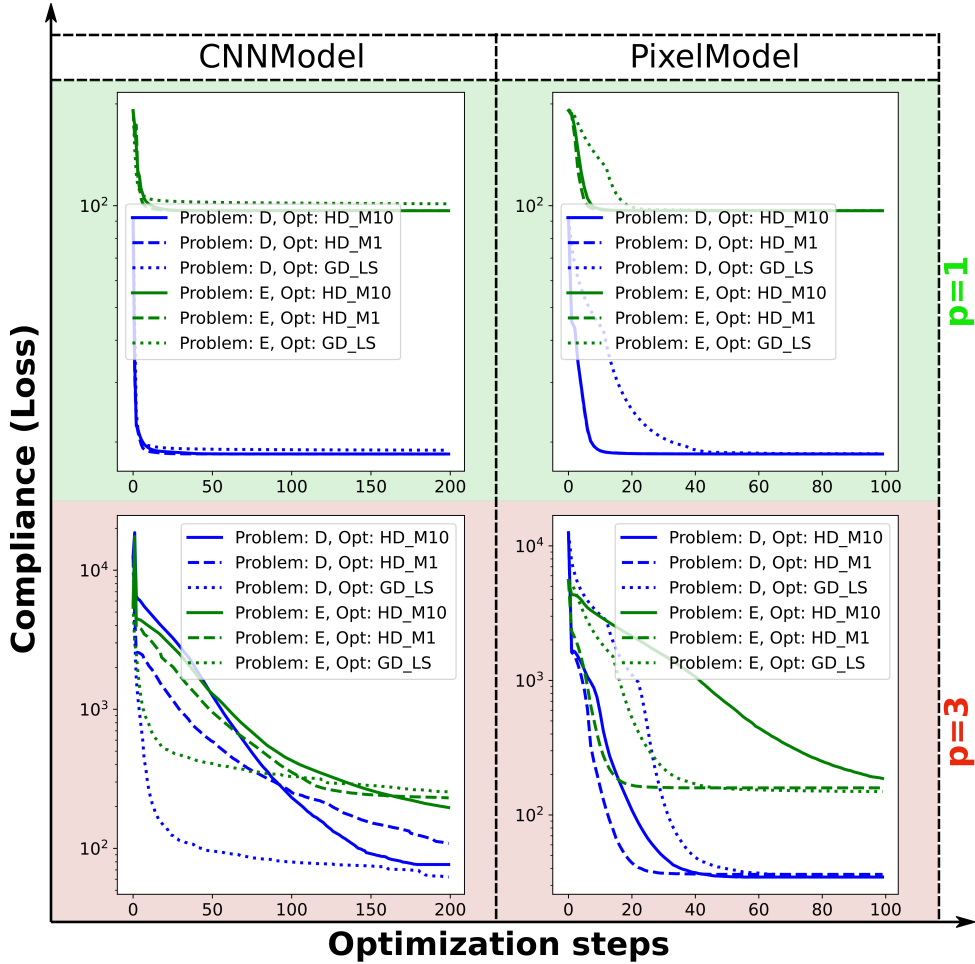 CNNModel
PixelModel
10²
Problem: D, Opt: HD_M10
Problem: D, Opt: HD_M1
Problem: D, Opt: GD_LS
Problem: E, Opt: HD_M10
Problem: E, Opt: HD_M1
Problem: E, Opt: GD_LS
0 50 100 150 200
10²
Problem: D, Opt: HD_M10
Problem: D, Opt: HD_M1
Problem: D, Opt: GD_LS
Problem: E, Opt: HD_M10
Problem: E, Opt: HD_M1
Problem: E, Opt: GD_LS
0 20 40 60 80 100
p=1
Compliance (Loss)
10⁴
10³
10²
Problem: D, Opt: HD_M10
Problem: D, Opt: HD_M1
Problem: D, Opt: GD_LS
Problem: E, Opt: HD_M10
Problem: E, Opt: HD_M1
Problem: E, Opt: GD_LS
0 50 100 150 200
10⁴
10³
10²
Problem: D, Opt: HD_M10
Problem: D, Opt: HD_M1
Problem: D, Opt: GD_LS
Problem: E, Opt: HD_M10
Problem: E, Opt: HD_M1
Problem: E, Opt: GD_LS
0 20 40 60 80 100
p=3
Optimization steps